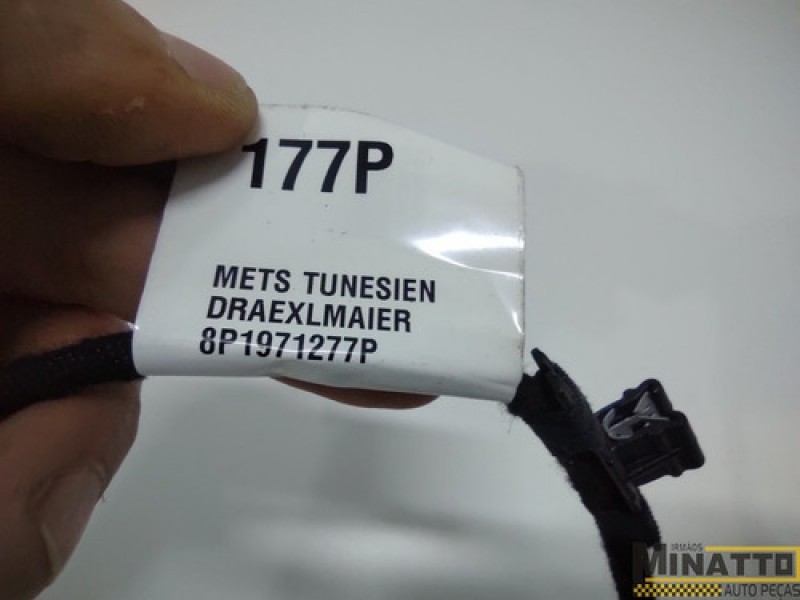 177P
METS TUNESIEN
DRAEXLMAIER
8P1971277P
IRMÃOS
MINATTO
AUTO PEÇAS